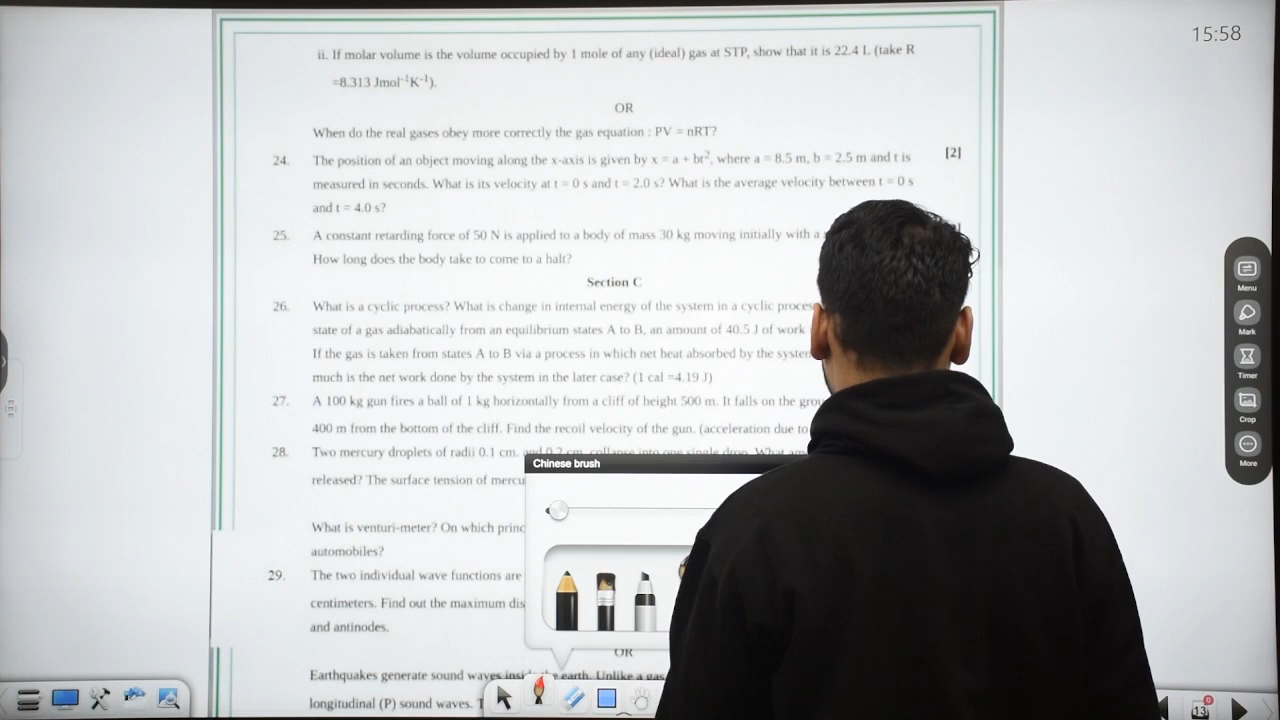 15:58
ii. If molar volume is the volume occupied by 1 mole of any (ideal) gas at STP, show that it is 22.4 L (take R
=8.313 Jmol⁻¹K⁻¹).
OR
When do the real gases obey more correctly the gas equation : PV = nRT?
24. The position of an object moving along the x-axis is given by x = a + bt², where a = 8.5 m, b = 2.5 m and t is [2]
measured in seconds. What is its velocity at t = 0 s and t = 2.0 s? What is the average velocity between t = 0 s
and t = 4.0 s?
25. A constant retarding force of 50 N is applied to a body of mass 30 kg moving initially with a
How long does the body take to come to a halt?
Section C
26. What is a cyclic process? What is change in internal energy of the system in a cyclic
state of a gas adiabatically from an equilibrium states A to B, an amount of 40.5 J of work
If the gas is taken from states A to B via a process in which net heat absorbed by the
much is the net work done by the system in the later case? (1 cal =4.19 J)
27. A 100 kg gun fires a ball of 1 kg horizontally from a cliff of height 500 m. It falls on the
400 m from the bottom of the cliff. Find the recoil velocity of the gun. (acceleration due to
28. Two mercury droplets of radii 0.1 cm. and 0.2 cm. collapse into one single drop. What
released? The surface tension of
What is venturi-meter? On which
automobiles?
29. The two individual wave functions are
centimeters. Find out the maximum
and antinodes.
OR
Earthquakes generate sound waves inside the earth. Unlike a gas
longitudinal (P) sound waves.
Chinese brush
Menu
Mark
Timer
Crop
More
13
0